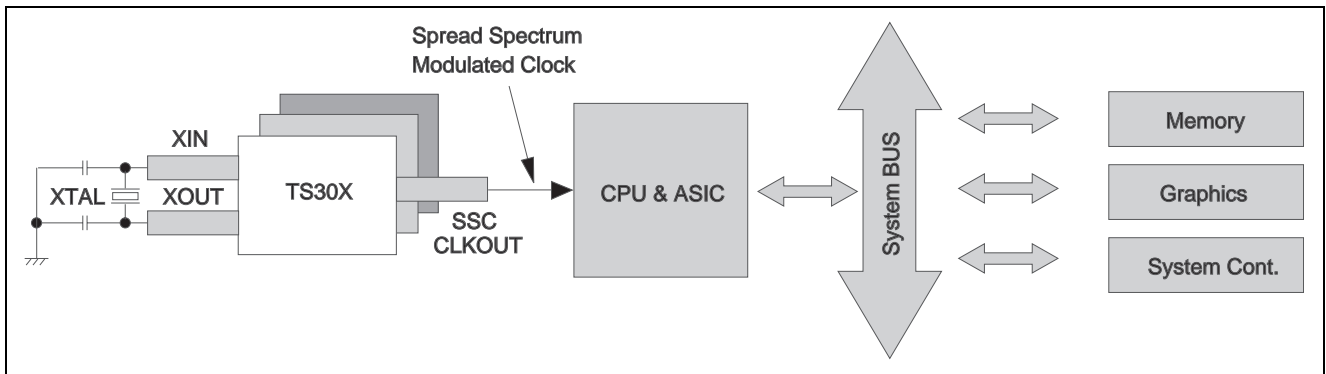 Spread Spectrum
Modulated Clock
XIN
XTAL
XOUT
TS30X
SSC
CLKOUT
CPU & ASIC
System BUS
Memory
Graphics
System Cont.